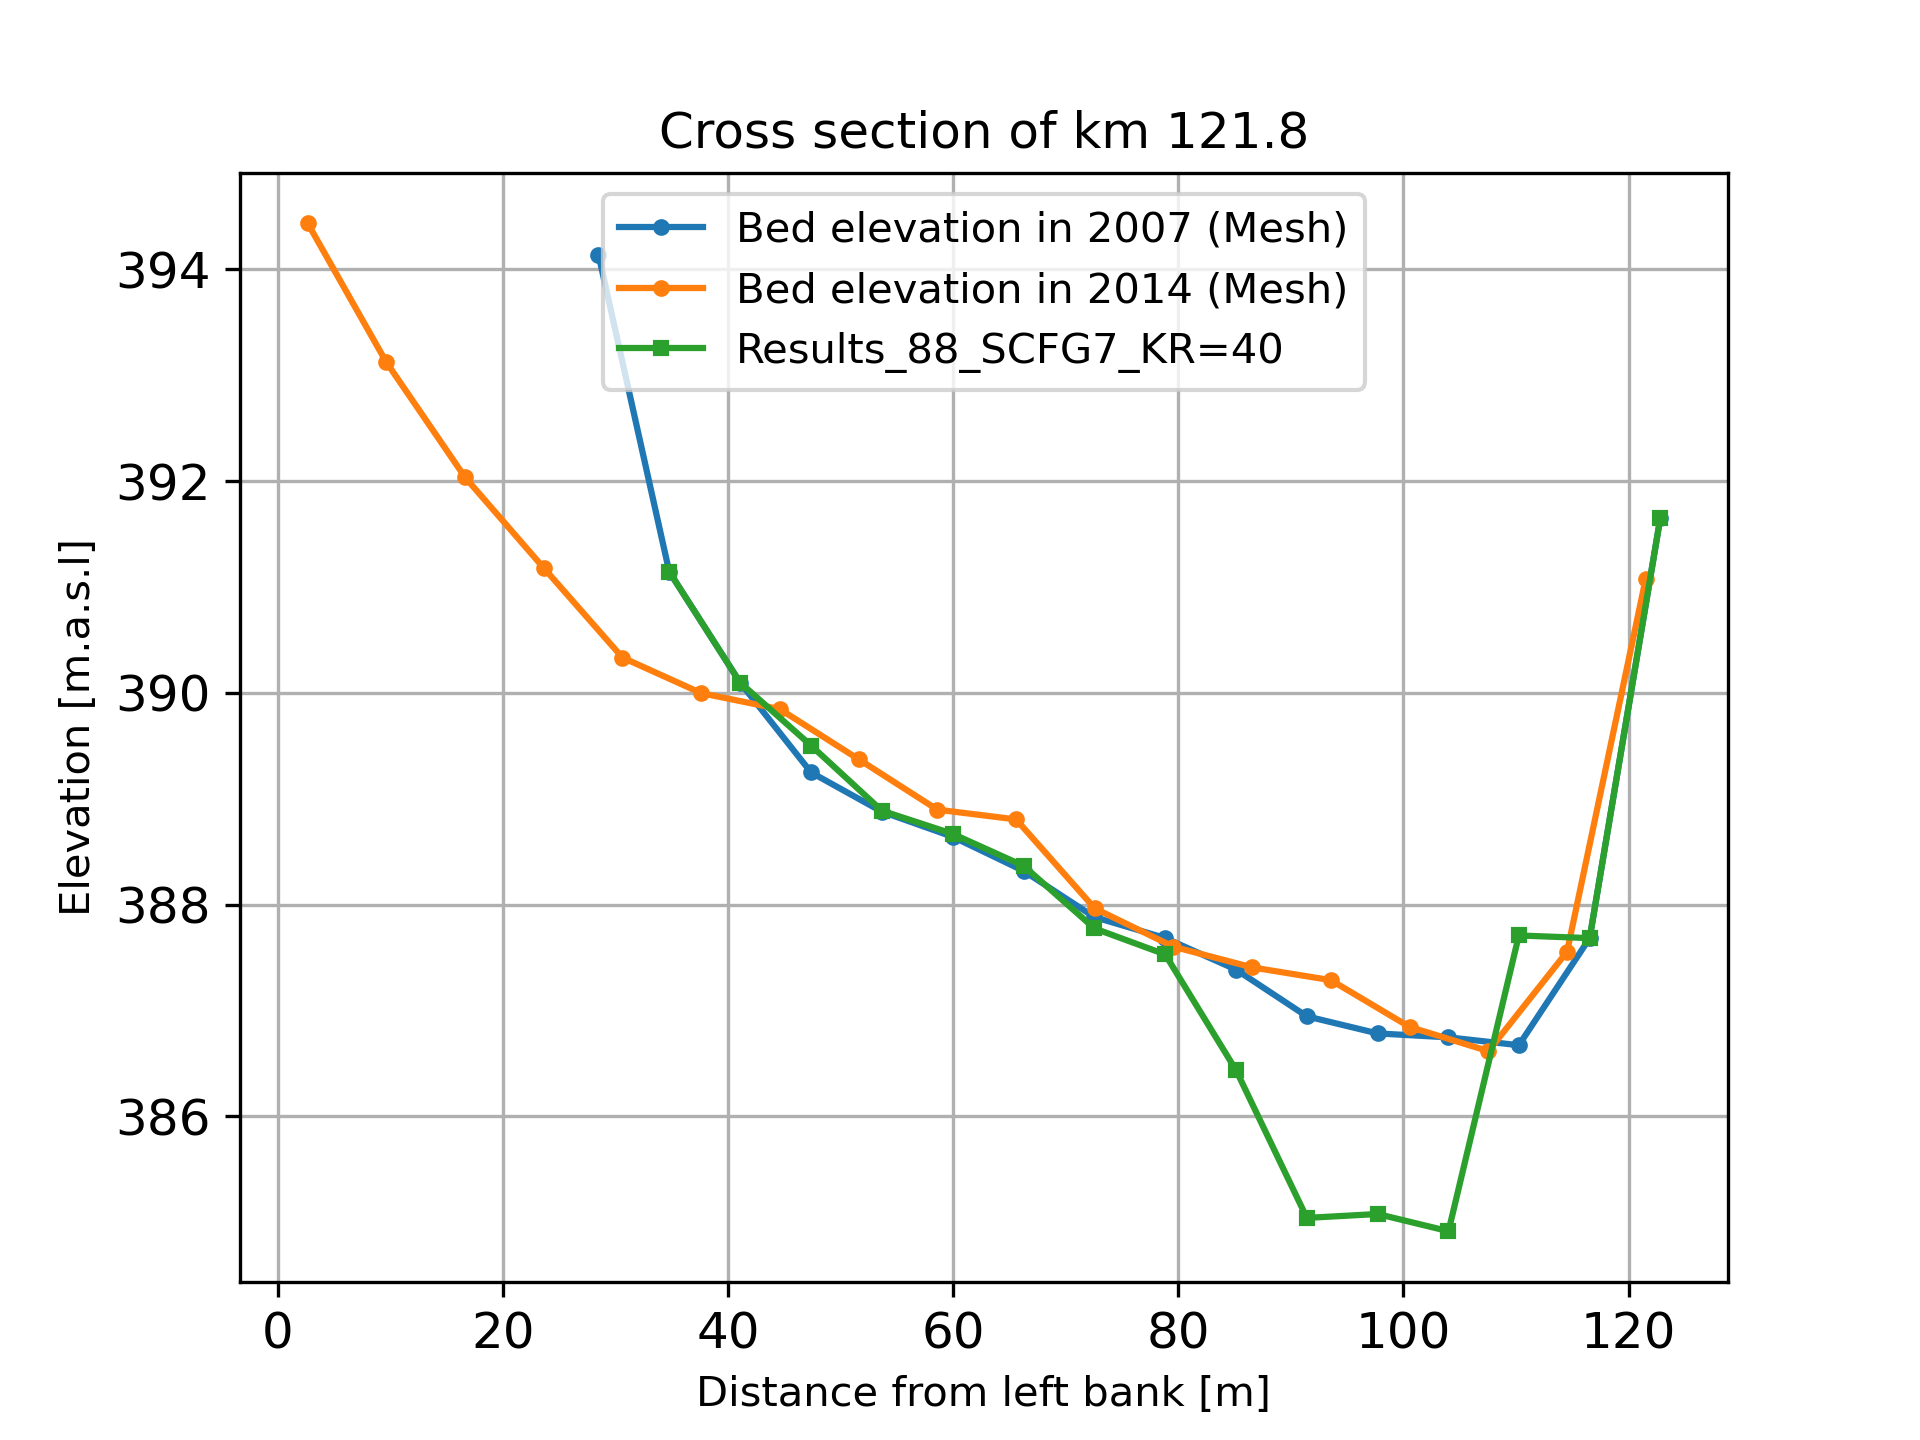 Cross section of km 121.8
Bed elevation in 2007 (Mesh)
Bed elevation in 2014 (Mesh)
Results_88_SCFG7_KR=40
394
392
390
388
386
Elevation [m.a.s.l]
0 20 40 60 80 100 120
Distance from left bank [m]